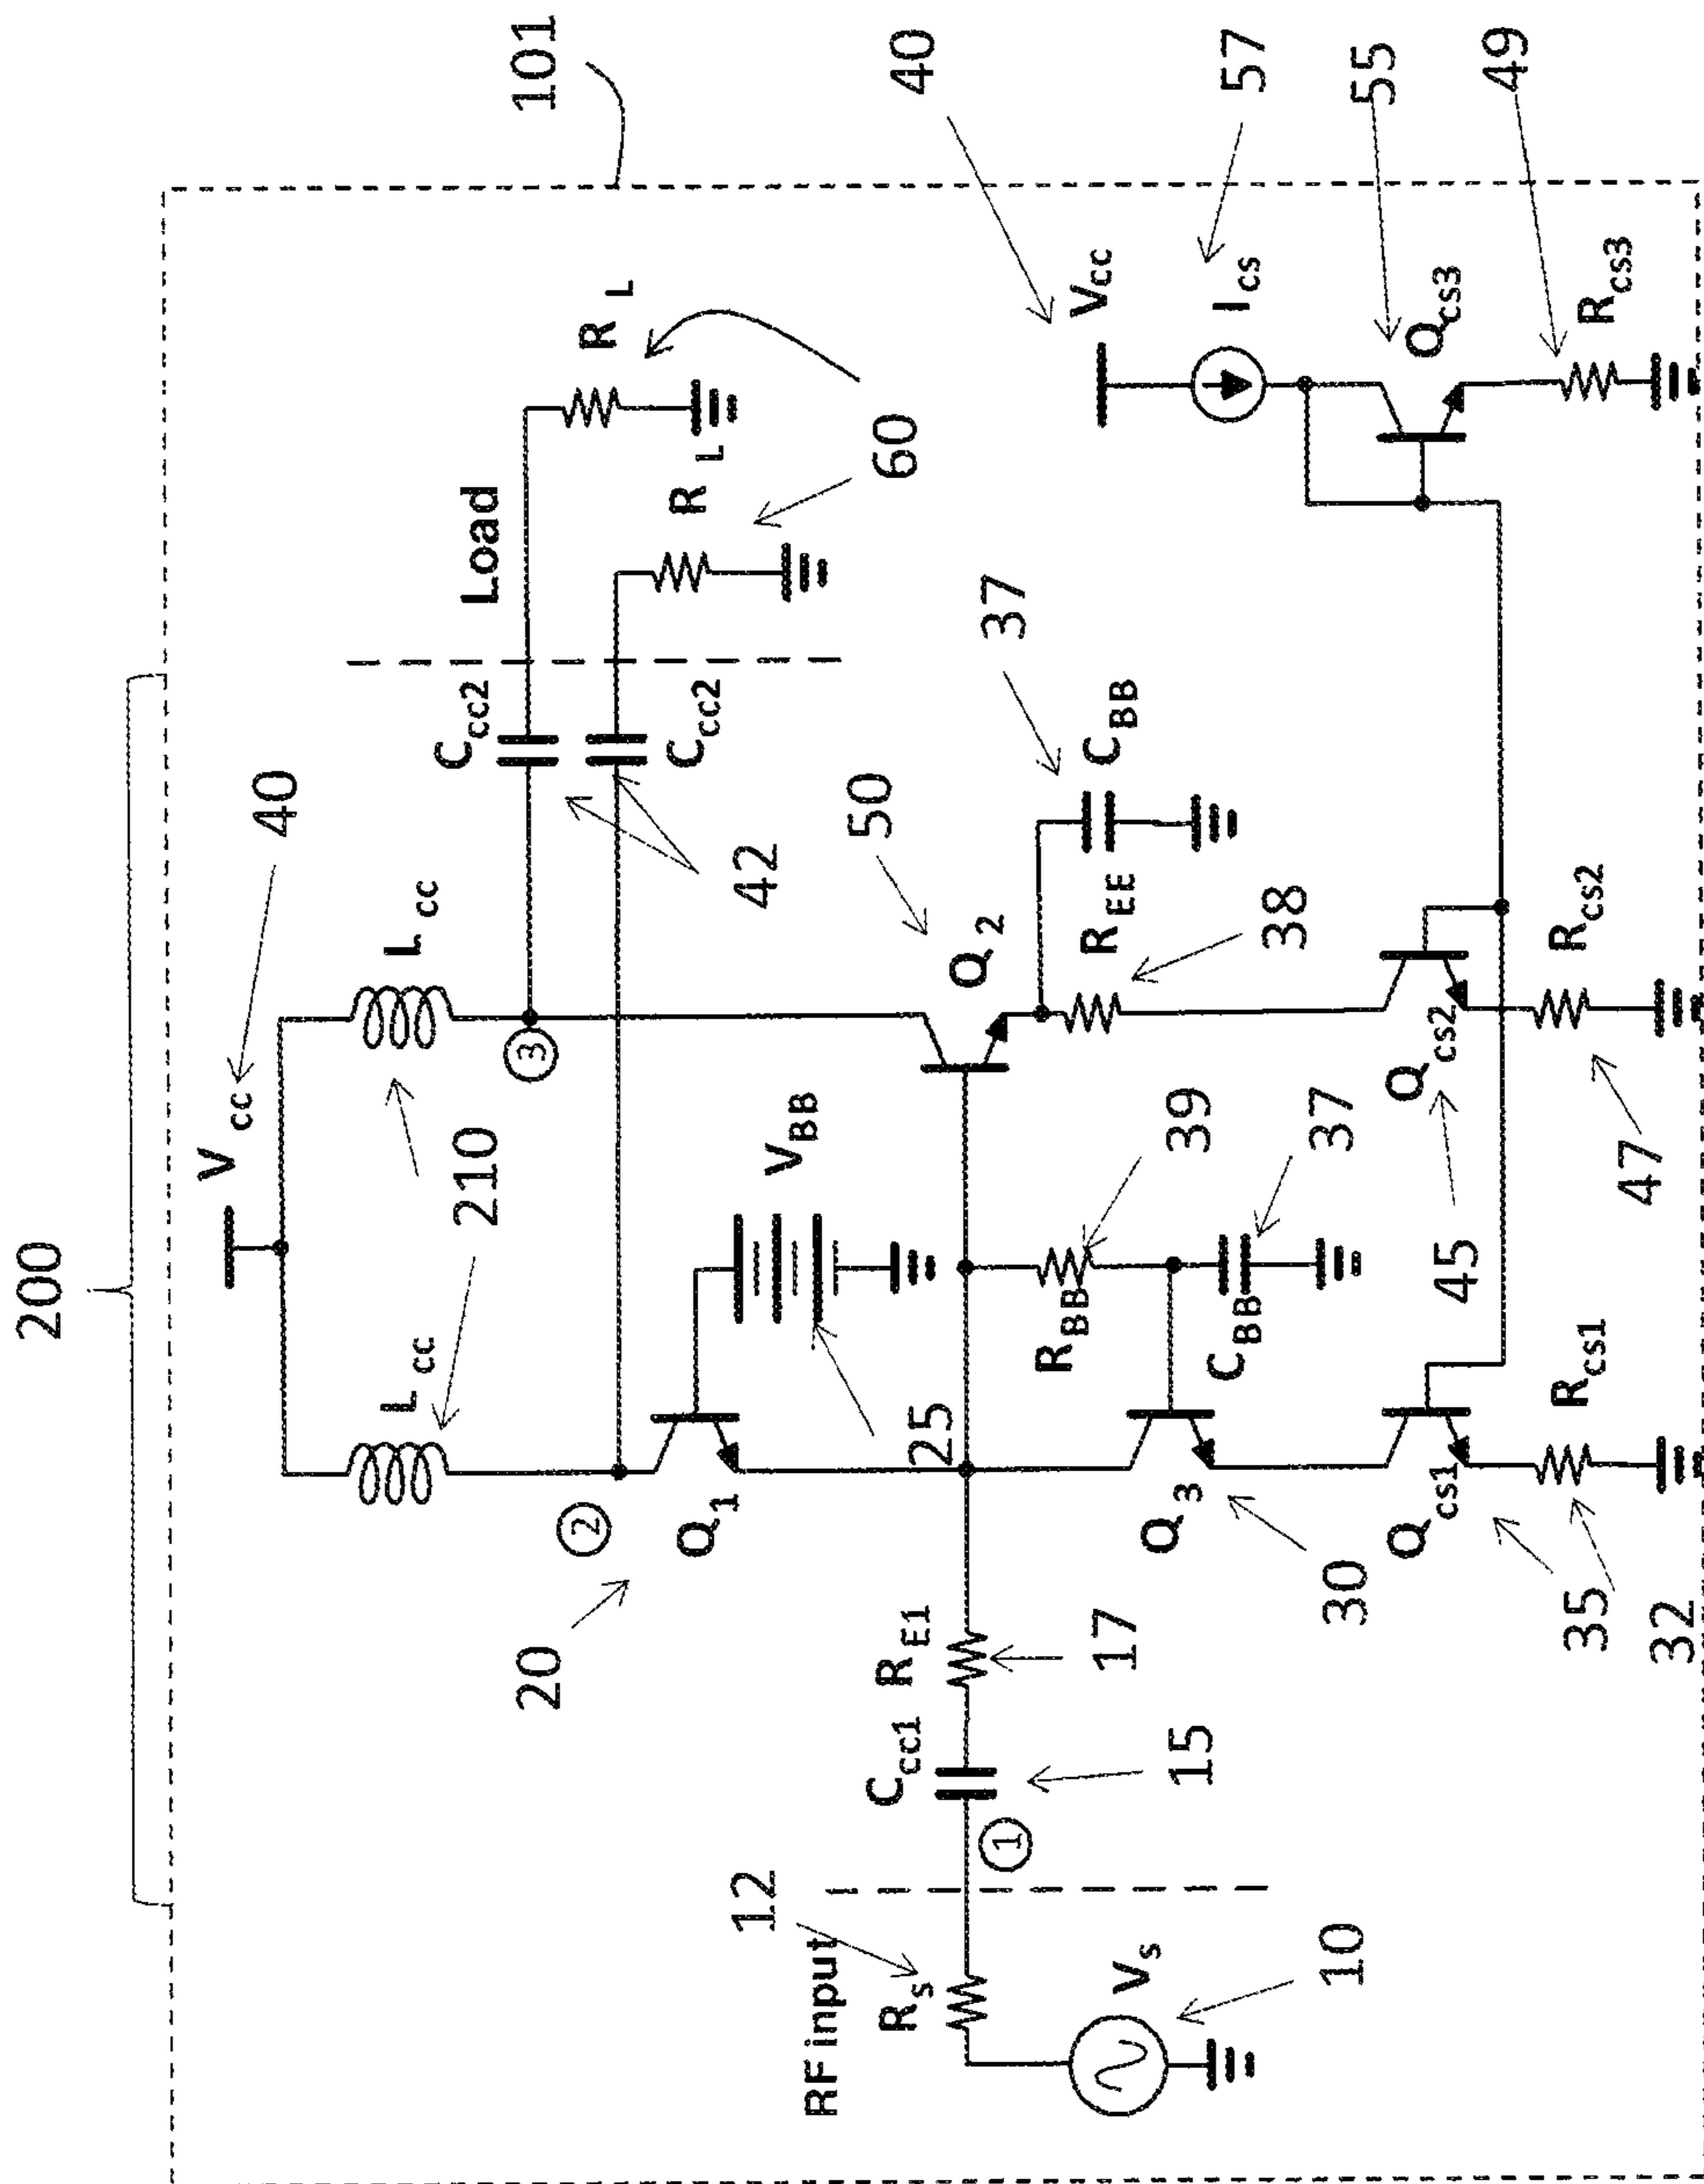 200
101
Vcc
40
Lcc
Lcc
210
②
③
Ccc2
Ccc2
42
Load
RL
RL
60
20
Q1
VBB
25
Q2
50
37
CBB
REE
38
40
Vcc
Ics
57
RF input
12
Rs
Vs
10
①
Ccc1
15
RE1
17
RBB
39
CBB
37
Q3
30
Qcs1
35
Rcs1
32
Qcs2
45
Rcs2
47
Qcs3
55
Rcs3
49